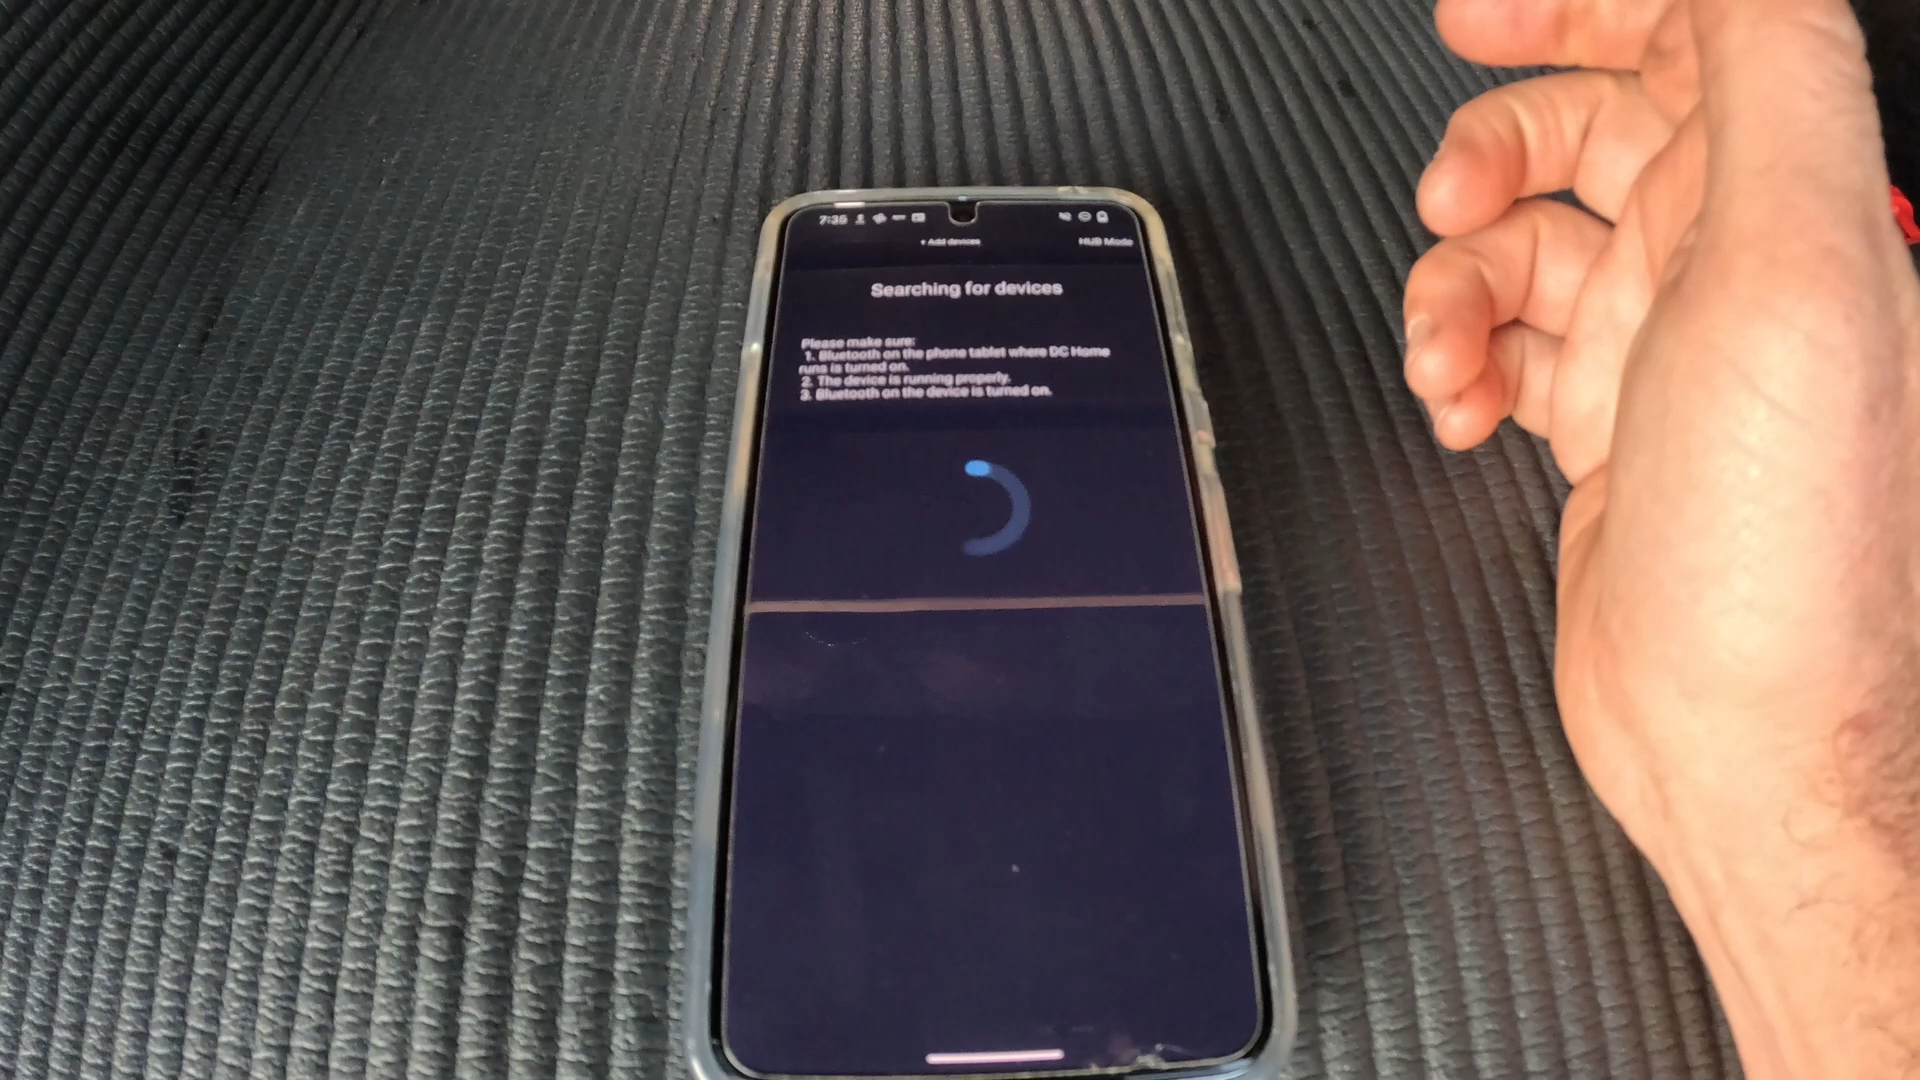 7:35
+ Add devices
HUB Mode
Searching for devices
Please make sure:
1. Bluetooth on the phone tablet where DC Home
runs is turned on.
2. The device is running properly.
3. Bluetooth on the device is turned on.